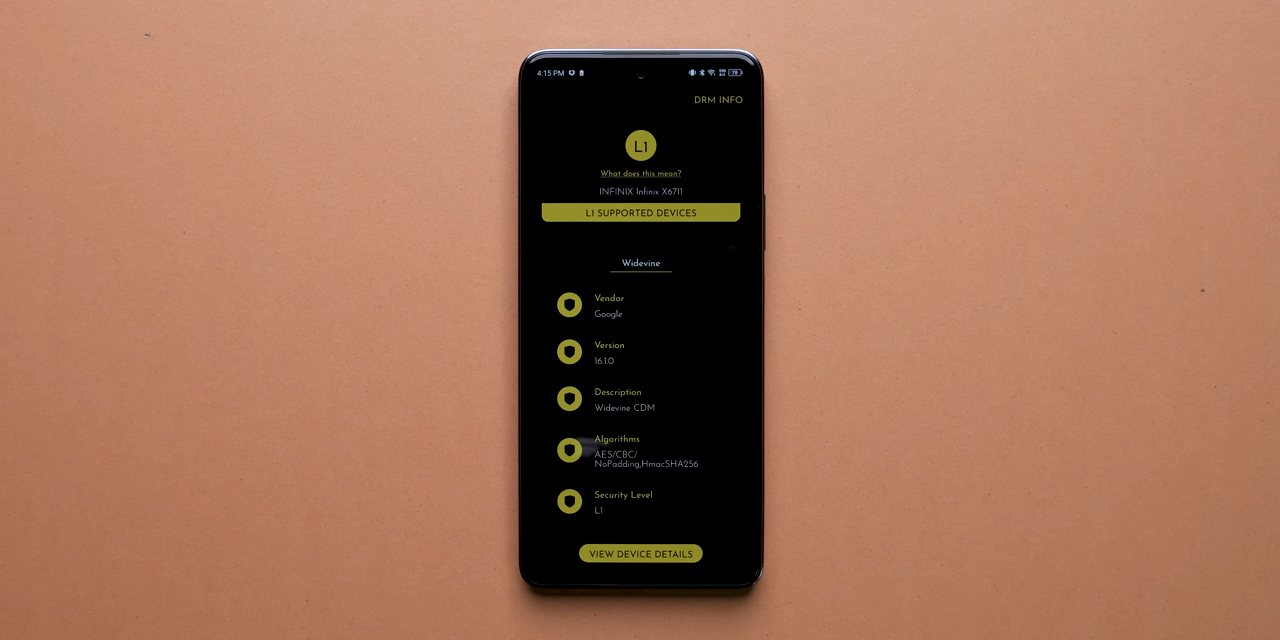 4:15 PM
78
DRM INFO
L1
What does this mean?
INFINIX Infinix X6711
L1 SUPPORTED DEVICES
Widevine
Vendor
Google
Version
16.1.0
Description
Widevine CDM
Algorithms
AES/CBC/
NoPadding,HmacSHA256
Security Level
L1
VIEW DEVICE DETAILS